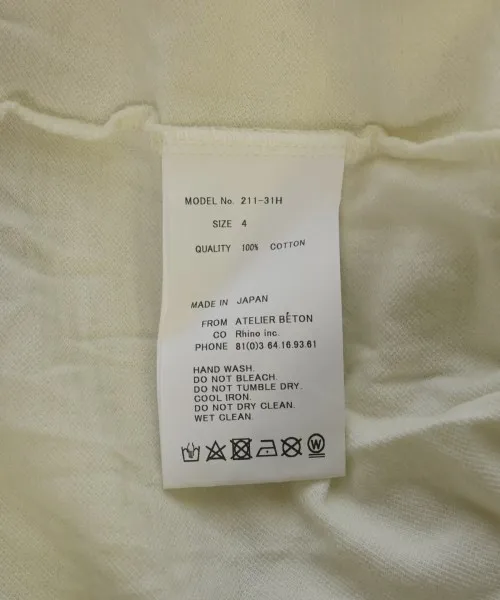 MODEL No. 211-31H
SIZE 4
QUALITY 100% COTTON
MADE IN JAPAN
FROM ATELIER BÉTON
CO Rhino inc.
PHONE 81(0)3 64.16.93.61
HAND WASH.
DO NOT BLEACH.
DO NOT TUMBLE DRY.
COOL IRON.
DO NOT DRY CLEAN.
WET CLEAN.
W